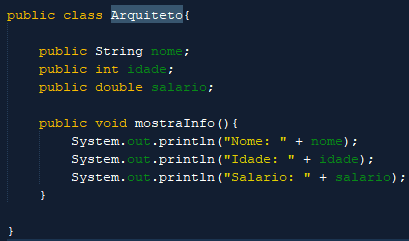 public class Arquiteto{
public String nome;
public int idade;
public double salario;
public void mostraInfo(){
System.out.println("Nome: " + nome);
System.out.println("Idade: " + idade);
System.out.println("Salario: " + salario);
}
}